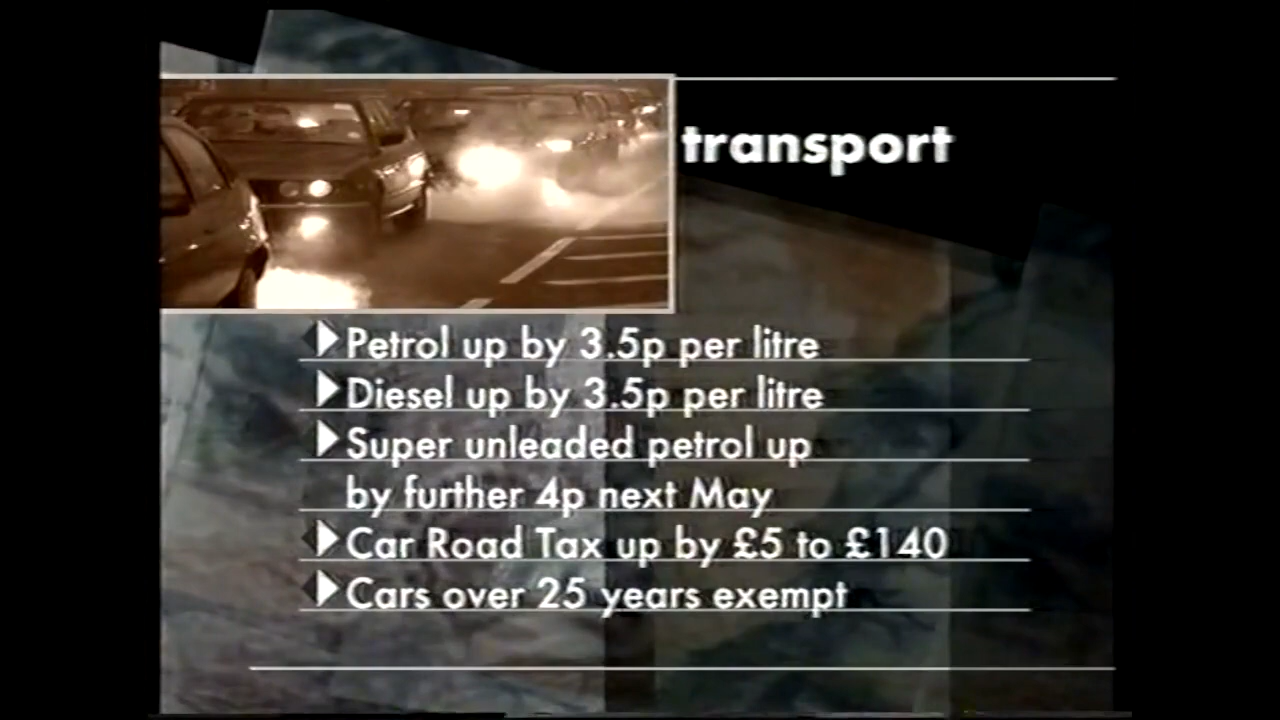 transport
Petrol up by 3.5p per litre
Diesel up by 3.5p per litre
Super unleaded petrol up
by further 4p next May
Car Road Tax up by £5 to £140
Cars over 25 years exempt